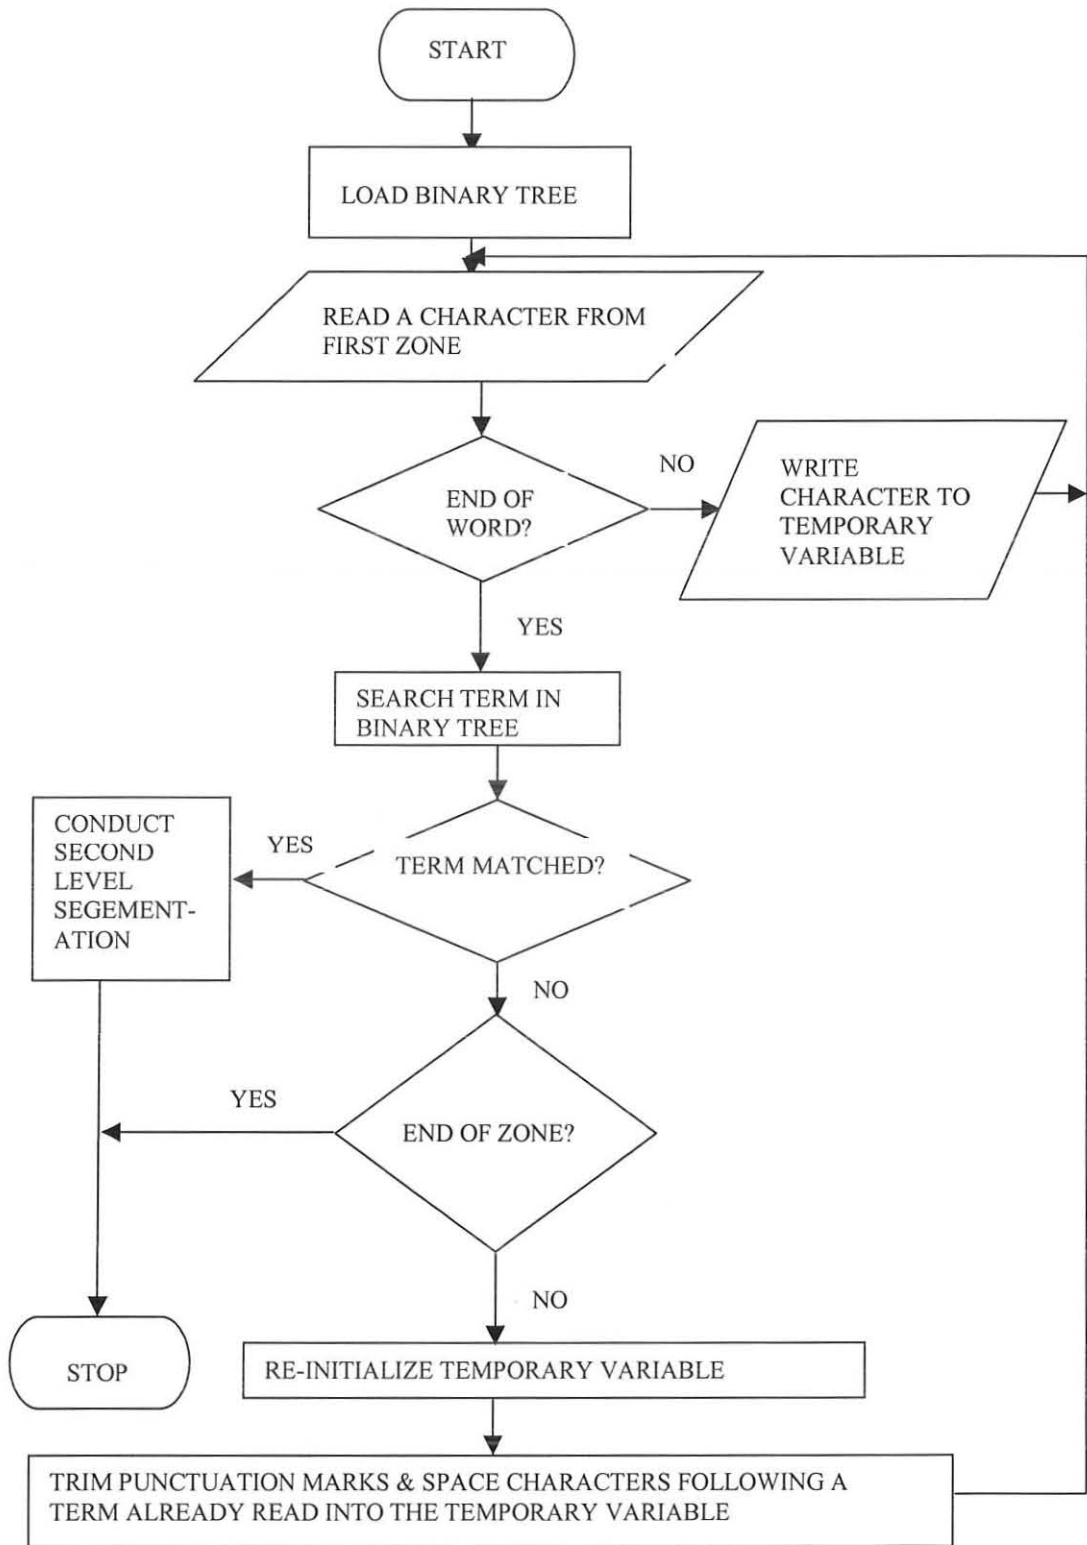 START
LOAD BINARY TREE
READ A CHARACTER FROM
FIRST ZONE
END OF
WORD?
NO
WRITE
CHARACTER TO
TEMPORARY
VARIABLE
YES
SEARCH TERM IN
BINARY TREE
CONDUCT
SECOND
LEVEL
SEGEMENT-
ATION
YES
TERM MATCHED?
NO
YES
END OF ZONE?
NO
STOP
RE-INITIALIZE TEMPORARY VARIABLE
TRIM PUNCTUATION MARKS & SPACE CHARACTERS FOLLOWING A
TERM ALREADY READ INTO THE TEMPORARY VARIABLE